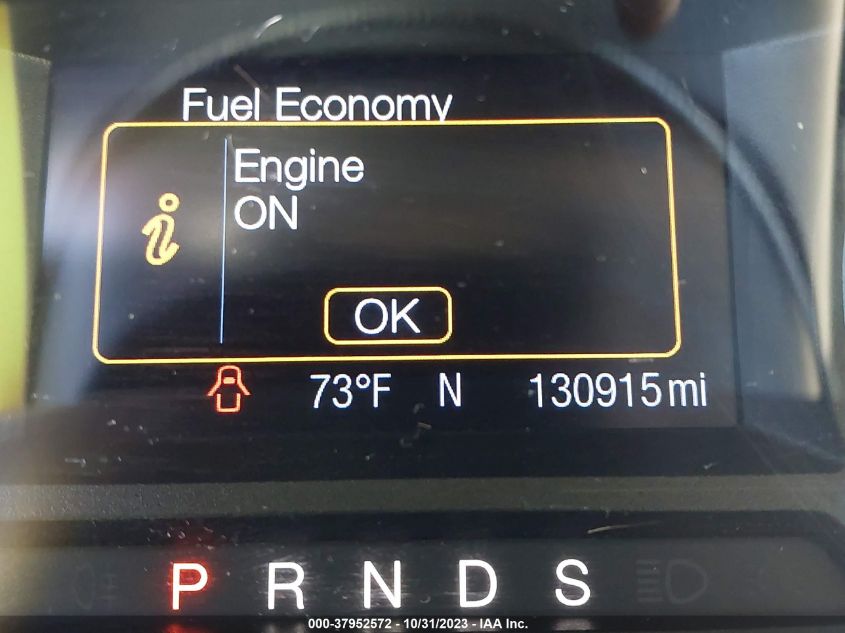 Fuel Economy
Engine
ON
OK
73°F N 130915 mi
P R N D S
000-37952572 - 10/31/2023 - IAA Inc.